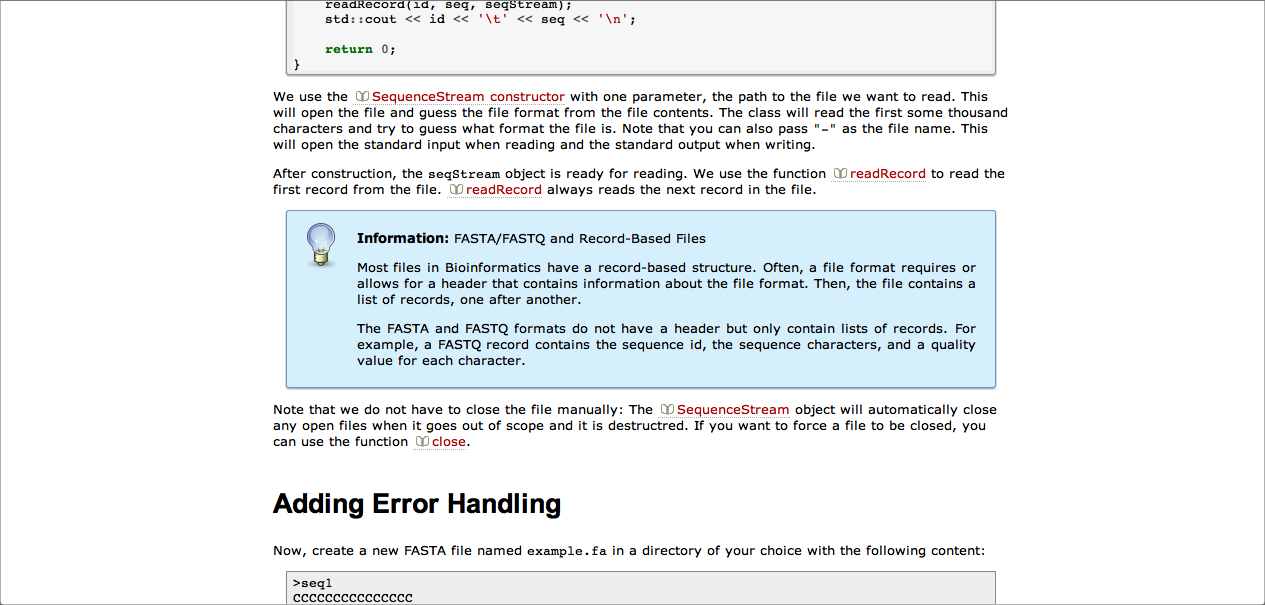 readRecord(id, seq, seqStream);
std::cout << id << '\t' << seq << '\n';
return 0;
}
We use the SequenceStream constructor with one parameter, the path to the file we want to read. This
will open the file and guess the file format from the file contents. The class will read the first some thousand
characters and try to guess what format the file is. Note that you can also pass "-" as the file name. This
will open the standard input when reading and the standard output when writing.
After construction, the seqStream object is ready for reading. We use the function readRecord to read the
first record from the file. readRecord always reads the next record in the file.
Information: FASTA/FASTQ and Record-Based Files
Most files in Bioinformatics have a record-based structure. Often, a file format requires or
allows for a header that contains information about the file format. Then, the file contains a
list of records, one after another.
The FASTA and FASTQ formats do not have a header but only contain lists of records. For
example, a FASTQ record contains the sequence id, the sequence characters, and a quality
value for each character.
Note that we do not have to close the file manually: The SequenceStream object will automatically close
any open files when it goes out of scope and it is destructred. If you want to force a file to be closed, you
can use the function close.
Adding Error Handling
Now, create a new FASTA file named example.fa in a directory of your choice with the following content:
>seq1
CCCCCCCCCCCCCCC